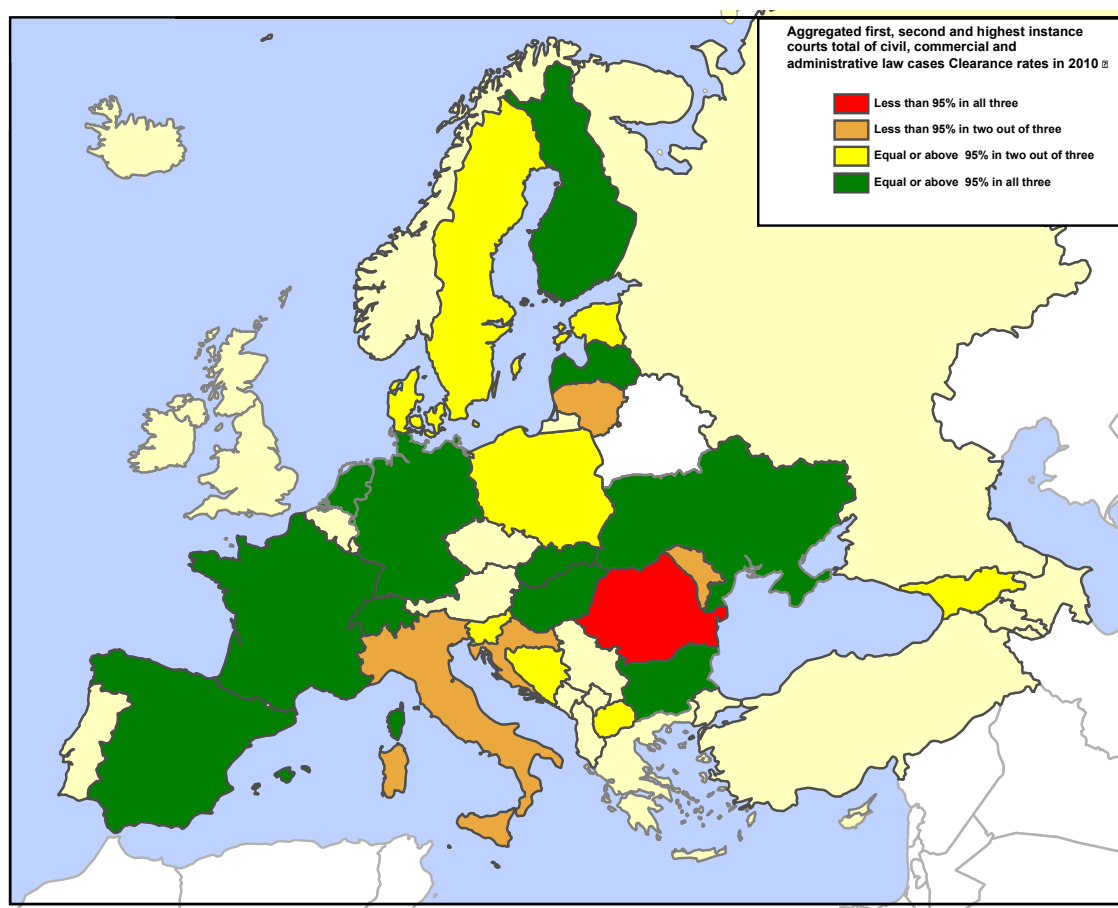 Aggregated first, second and highest instance
courts total of civil, commercial and
administrative law cases Clearance rates in 2010
Less than 95% in all three
Less than 95% in two out of three
Equal or above 95% in two out of three
Equal or above 95% in all three